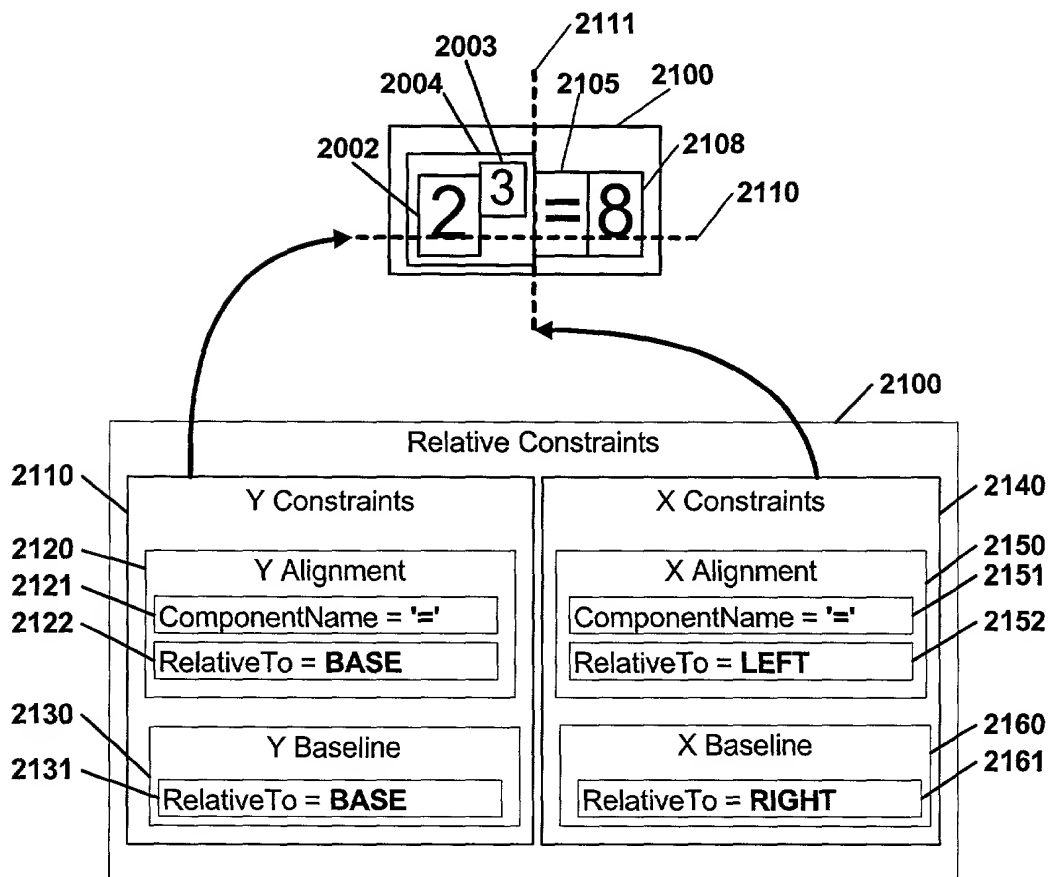 2111
2003
2105
2100
2004
2002
2108
2 3 = 8
2110
2100
Relative Constraints
2110
Y Constraints
X Constraints
2140
2120
Y Alignment
X Alignment
2150
2121
ComponentName = '='
ComponentName = '='
2151
2122
RelativeTo = BASE
RelativeTo = LEFT
2152
2130
Y Baseline
X Baseline
2160
2131
RelativeTo = BASE
RelativeTo = RIGHT
2161